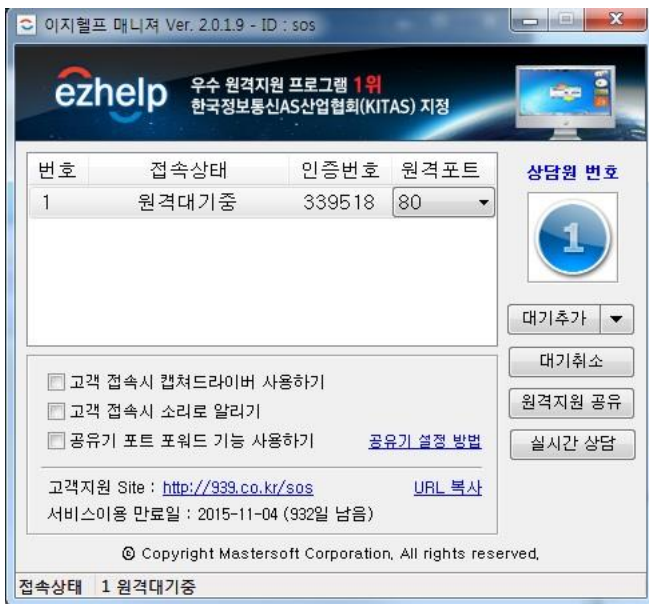 이지헬프 매니져 Ver. 2.0.1.9 - ID : sos
ezhelp
우수 원격지원 프로그램 1위
한국정보통신AS산업협회(KITAS) 지정
번호 접속상태 인증번호 원격포트
1 원격대기중 339518 80
상담원 번호
1
대기추가
대기취소
원격지원 공유
실시간 상담
고객 접속시 캡쳐드라이버 사용하기
고객 접속시 소리로 알리기
공유기 포트 포워드 기능 사용하기 공유기 설정 방법
고객지원 Site : http://939.co.kr/sos URL 복사
서비스이용 만료일 : 2015-11-04 (932일 남음)
© Copyright Mastersoft Corporation, All rights reserved,
접속상태 1 원격대기중